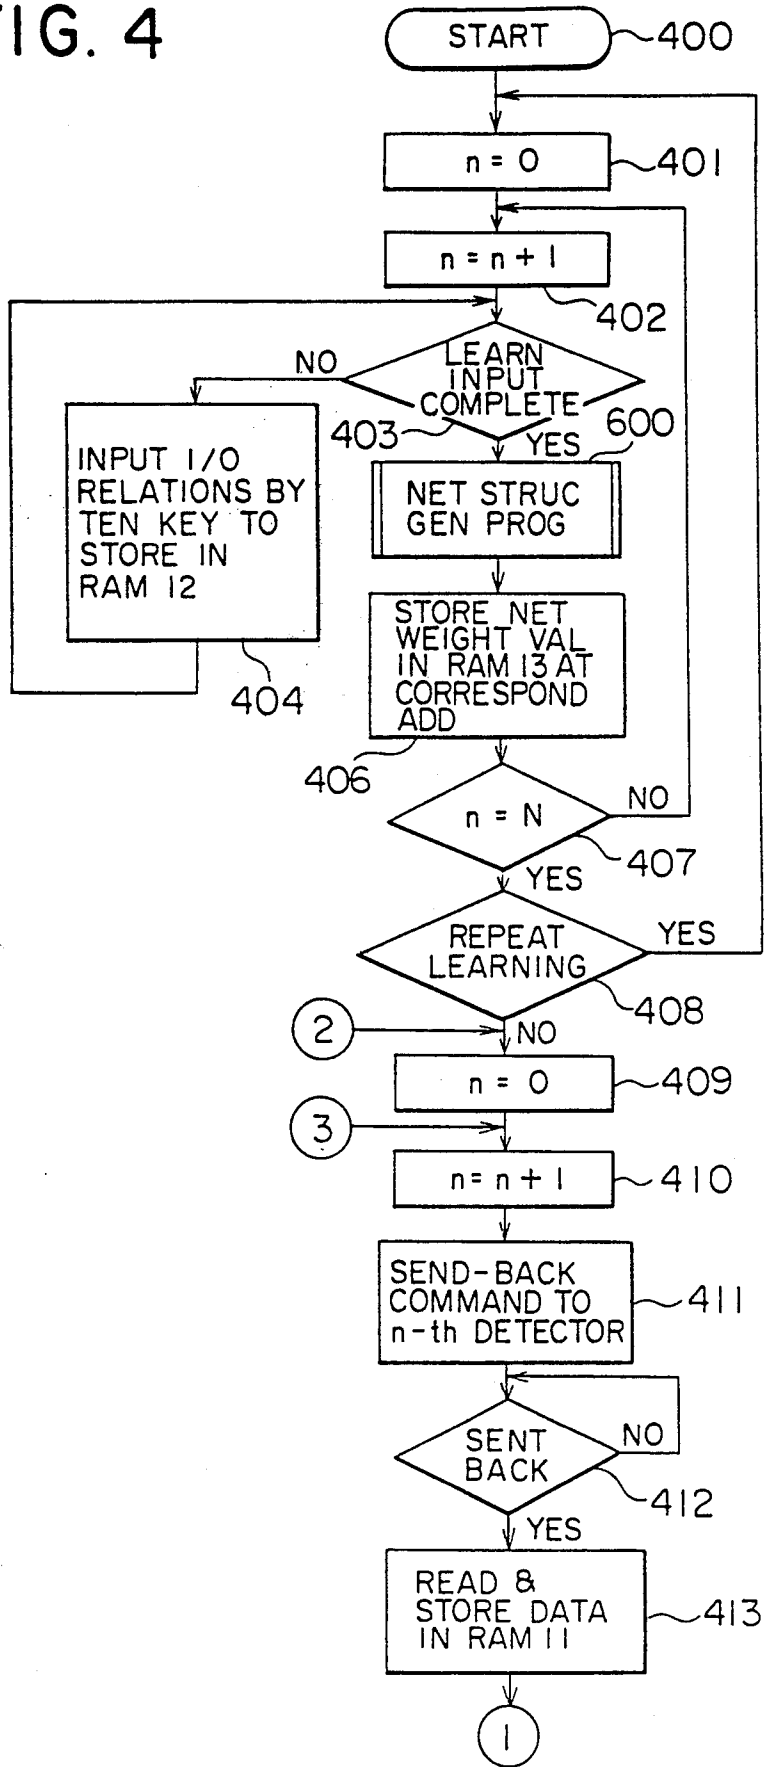 FIG. 4
START
400
n = 0
401
n = n + 1
402
LEARN
INPUT
COMPLETE
NO
403
YES
600
INPUT I/O
RELATIONS BY
TEN KEY TO
STORE IN
RAM 12
404
NET STRUC
GEN PROG
STORE NET
WEIGHT VAL
IN RAM 13 AT
CORRESPOND
ADD
406
n = N
NO
407
YES
REPEAT
LEARNING
YES
408
2
NO
n = 0
409
3
n = n + 1
410
SEND-BACK
COMMAND TO
n-th DETECTOR
411
SENT
BACK
NO
412
YES
READ &
STORE DATA
IN RAM 11
413
1